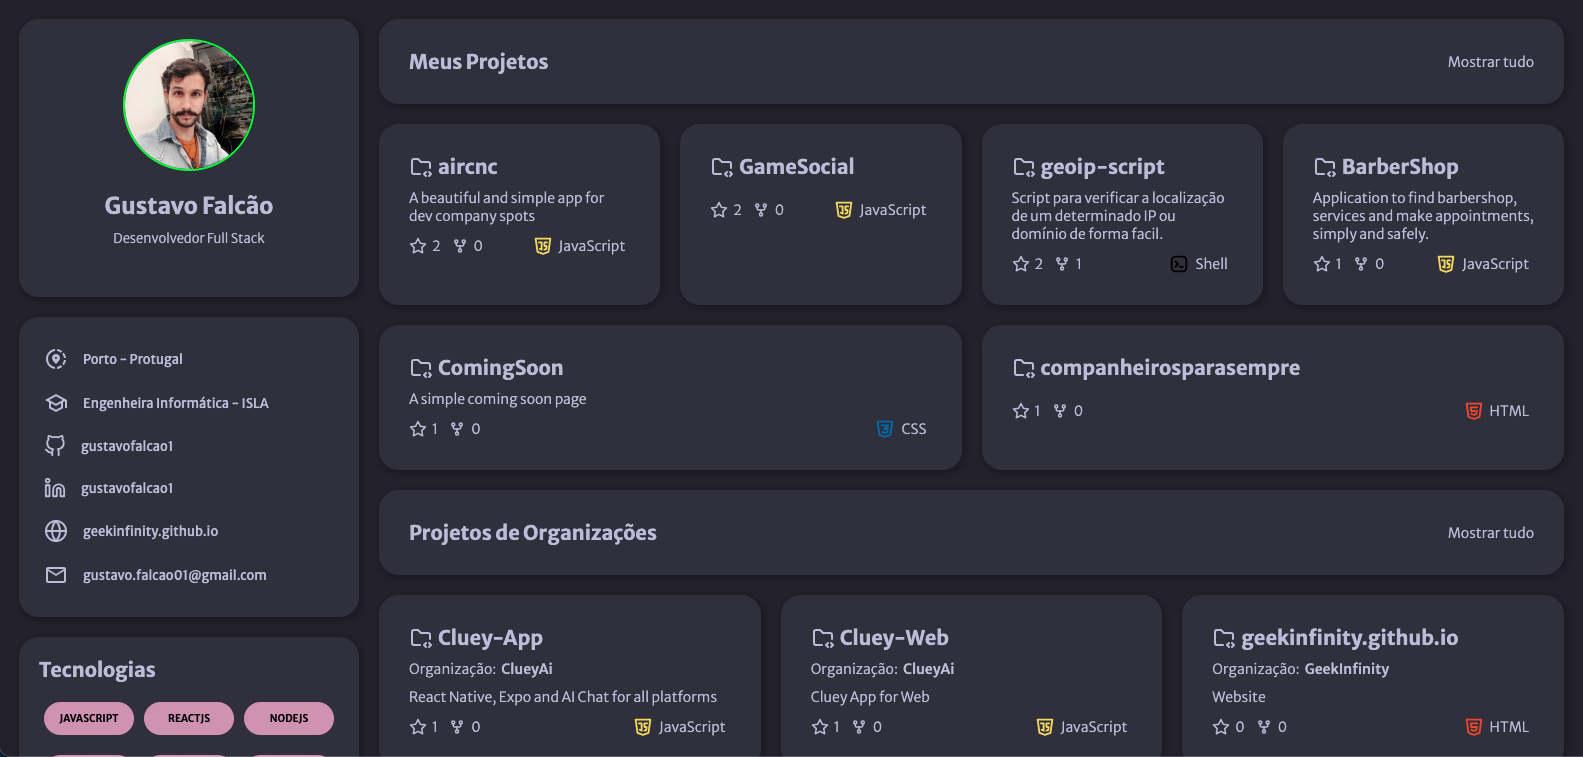 Gustavo Falcão
Desenvolvedor Full Stack
Porto - Protugal
Engenheira Informática - ISLA
gustavofalcao1
gustavofalcao1
geekinfinity.github.io
gustavo.falcao01@gmail.com
Tecnologias
JAVASCRIPT REACTJS NODEJS
Meus Projetos
Mostrar tudo
aircnc
A beautiful and simple app for
dev company spots
2 0 JavaScript
GameSocial
2 0 JavaScript
geoip-script
Script para verificar a localização
de um determinado IP ou
domínio de forma facil.
2 1 Shell
BarberShop
Application to find barbershop,
services and make appointments,
simply and safely.
1 0 JavaScript
ComingSoon
A simple coming soon page
1 0 CSS
companheirosparasempre
1 0 HTML
Projetos de Organizações
Mostrar tudo
Cluey-App
Organização: ClueyAi
React Native, Expo and AI Chat for all platforms
1 0 JavaScript
Cluey-Web
Organização: ClueyAi
Cluey App for Web
1 0 JavaScript
geekinfinity.github.io
Organização: GeekInfinity
Website
0 0 HTML